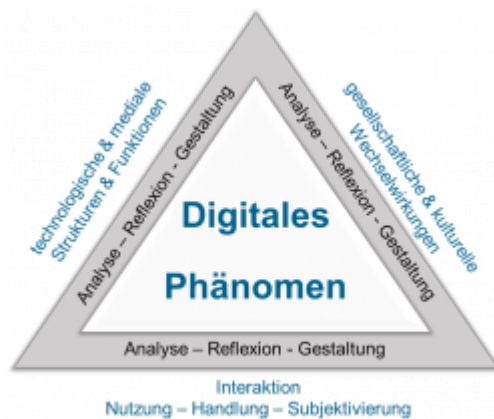 technologische & mediale
Strukturen & Funktionen
Analyse – Reflexion - Gestaltung
gesellschaftliche & kulturelle
Wechselwirkungen
Analyse – Reflexion - Gestaltung
Digitales
Phänomen
Analyse – Reflexion - Gestaltung
Interaktion
Nutzung – Handlung – Subjektivierung